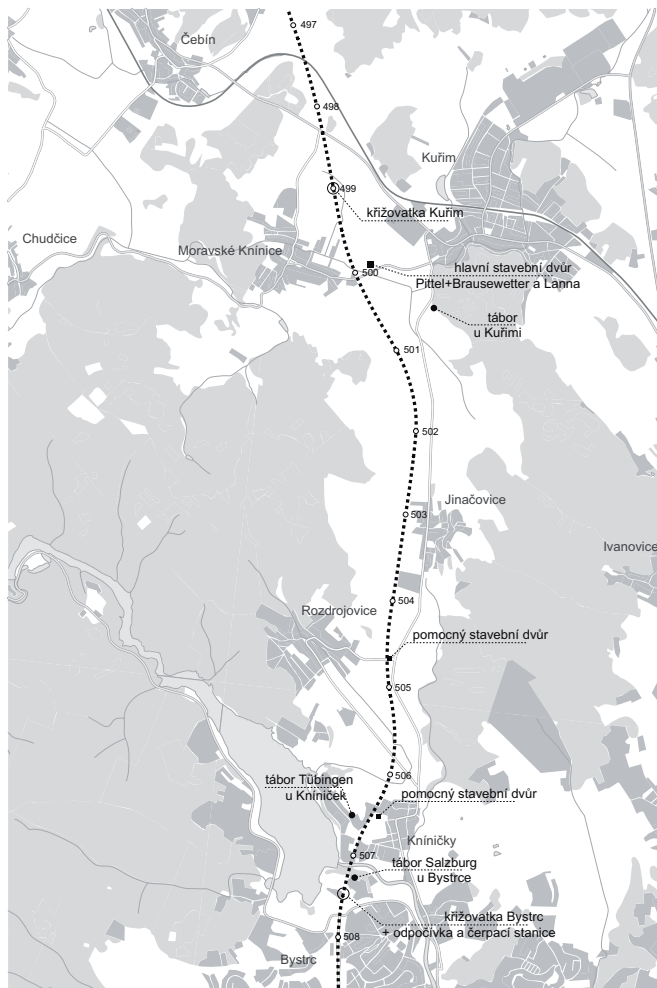 497
Čebín
498
Kuřim
499
křižovatka Kuřim
Chudčice
Moravské Knínice
hlavní stavební dvůr
500
Pittel+Brausewetter a Lanna
tábor
u Kuřimi
501
502
Jinačovice
503
Ivanovice
504
Rozdrojovice
pomocný stavební dvůr
505
506
tábor Tübingen
u Kníniček
pomocný stavební dvůr
Kníničky
507
tábor Salzburg
u Bystrce
křižovatka Bystrc
+ odpočívka a čerpací stanice
508
Bystrc